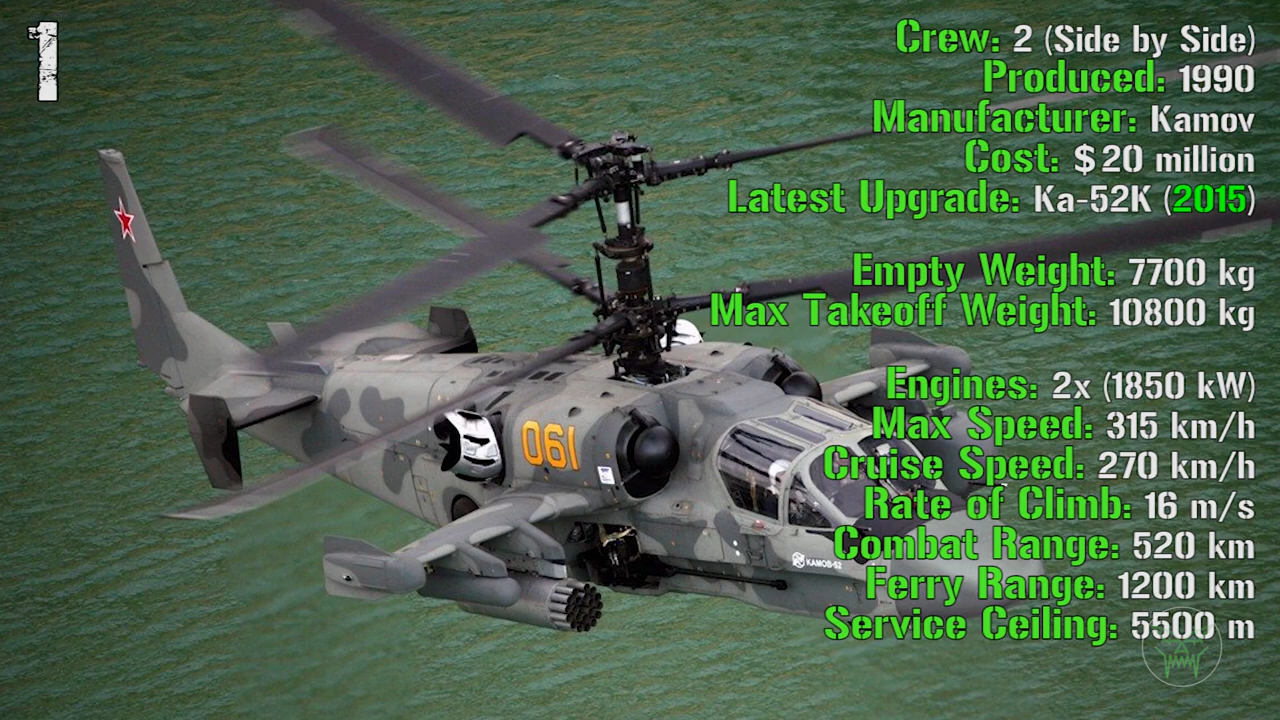 1
Crew: 2 (Side by Side)
Produced: 1990
Manufacturer: Kamov
Cost: $20 million
Latest Upgrade: Ka-52K (2015)
Empty Weight: 7700 kg
Max Takeoff Weight: 10800 kg
Engines: 2x (1850 kW)
Max Speed: 315 km/h
Cruise Speed: 270 km/h
Rate of Climb: 16 m/s
Combat Range: 520 km
Ferry Range: 1200 km
Service Ceiling: 5500 m
061
КАМОВ-52